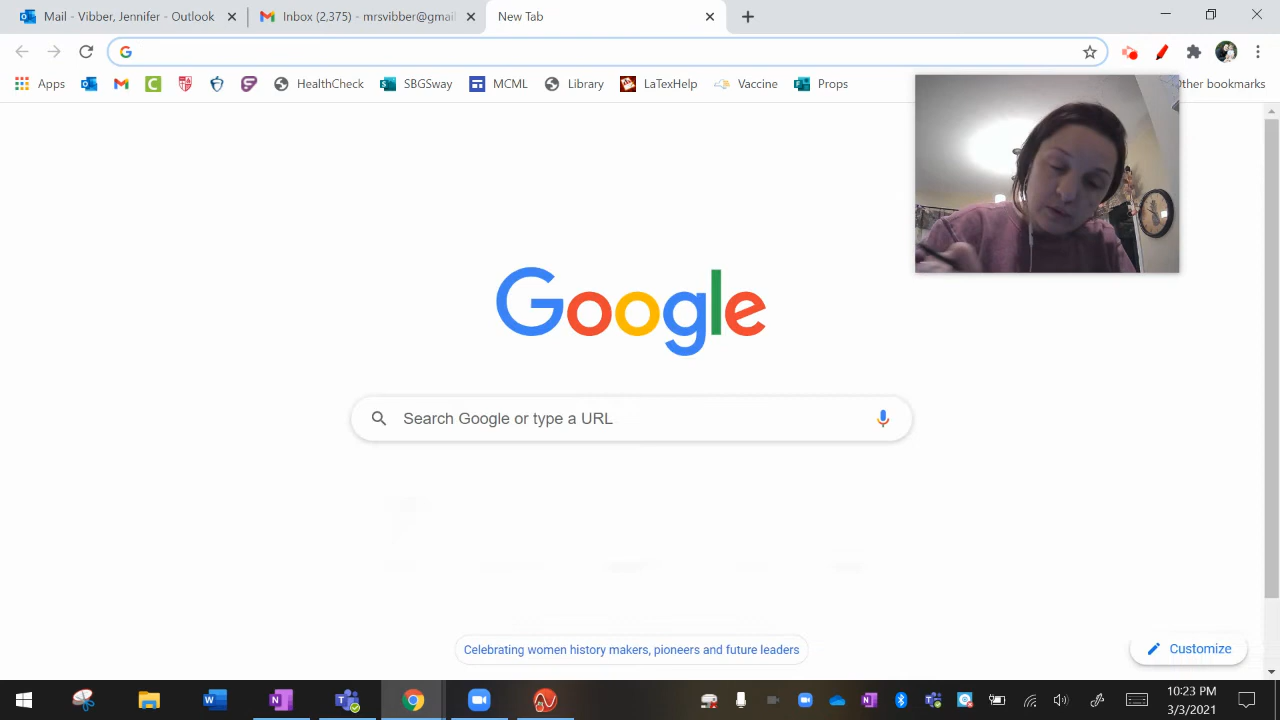 Mail - Vibber, Jennifer - Outlook
Inbox (2,375) - mrsvibber@gmail
New Tab
Apps
HealthCheck
SBGSway
MCML
Library
LaTexHelp
Vaccine
Props
Other bookmarks
Google
Search Google or type a URL
Celebrating women history makers, pioneers and future leaders
Customize
10:23 PM
3/3/2021